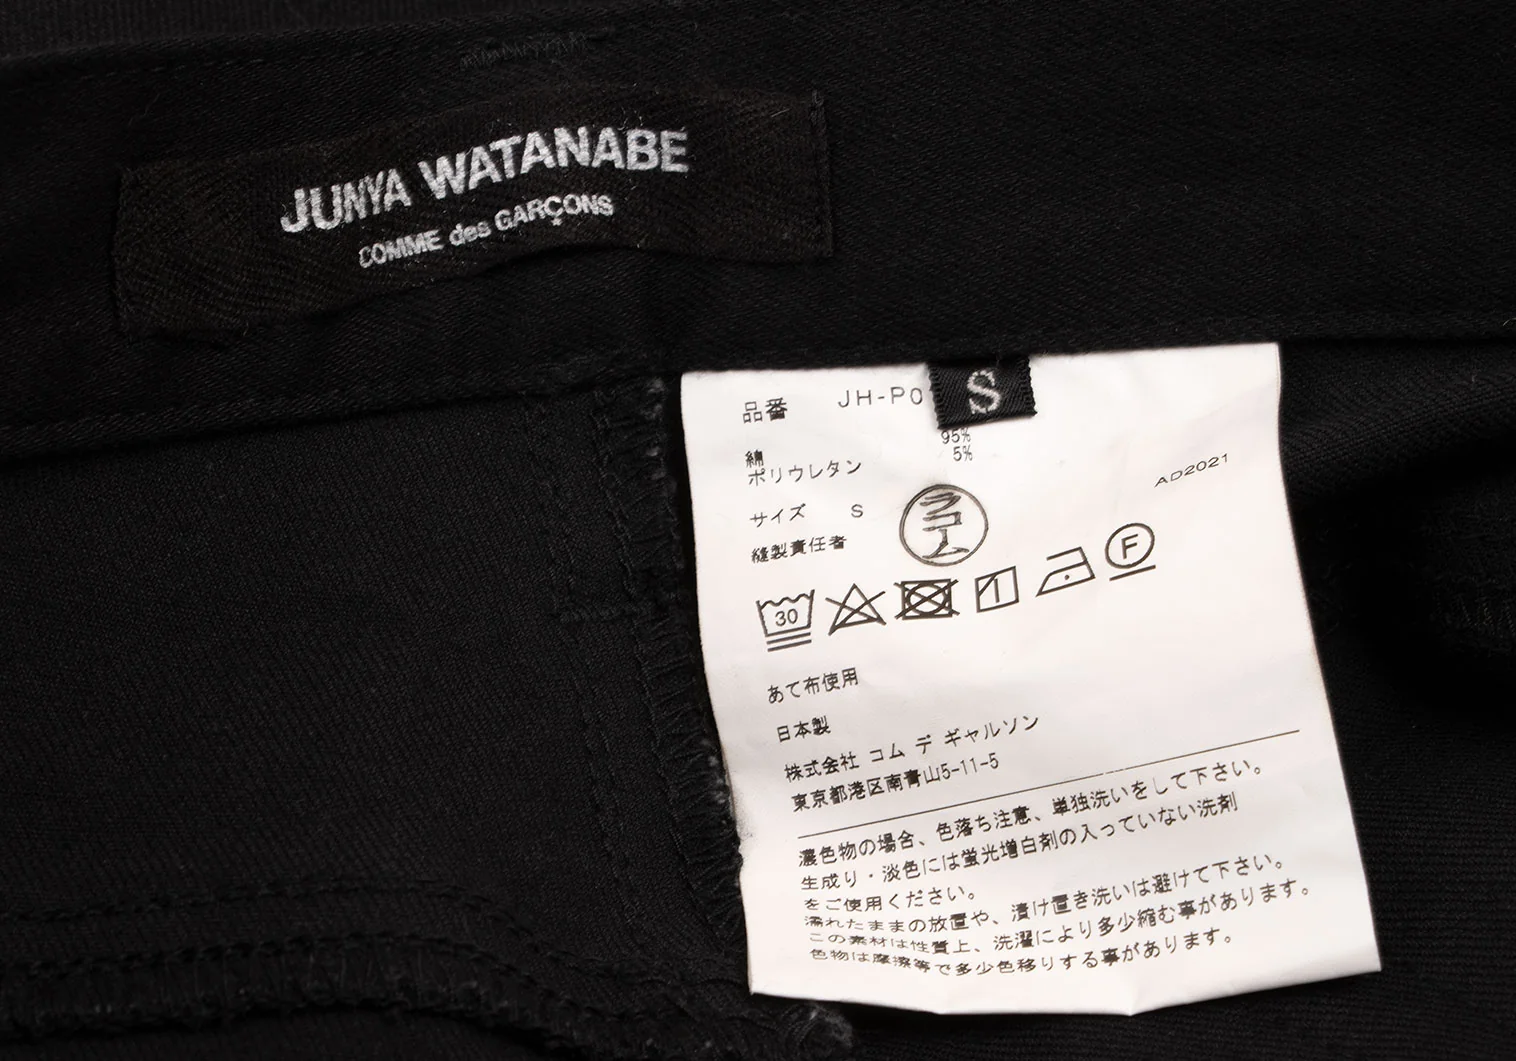 JUNYA WATANABE
COMME des GARÇONS
S
品番 JH-P0
綿 95%
ポリウレタン 5%
AD2021
サイズ S
縫製責任者
30
F
あて布使用
日本製
株式会社 コム デ ギャルソン
東京都港区南青山5-11-5
濃色物の場合、色落ち注意、単独洗いをして下さい。
生成り・淡色には蛍光増白剤の入っていない洗剤
をご使用ください。
濡れたままの放置や、漬け置き洗いは避けて下さい。
この素材は性質上、洗濯により多少縮む事があります。
色物は摩擦等で多少色移りする事があります。